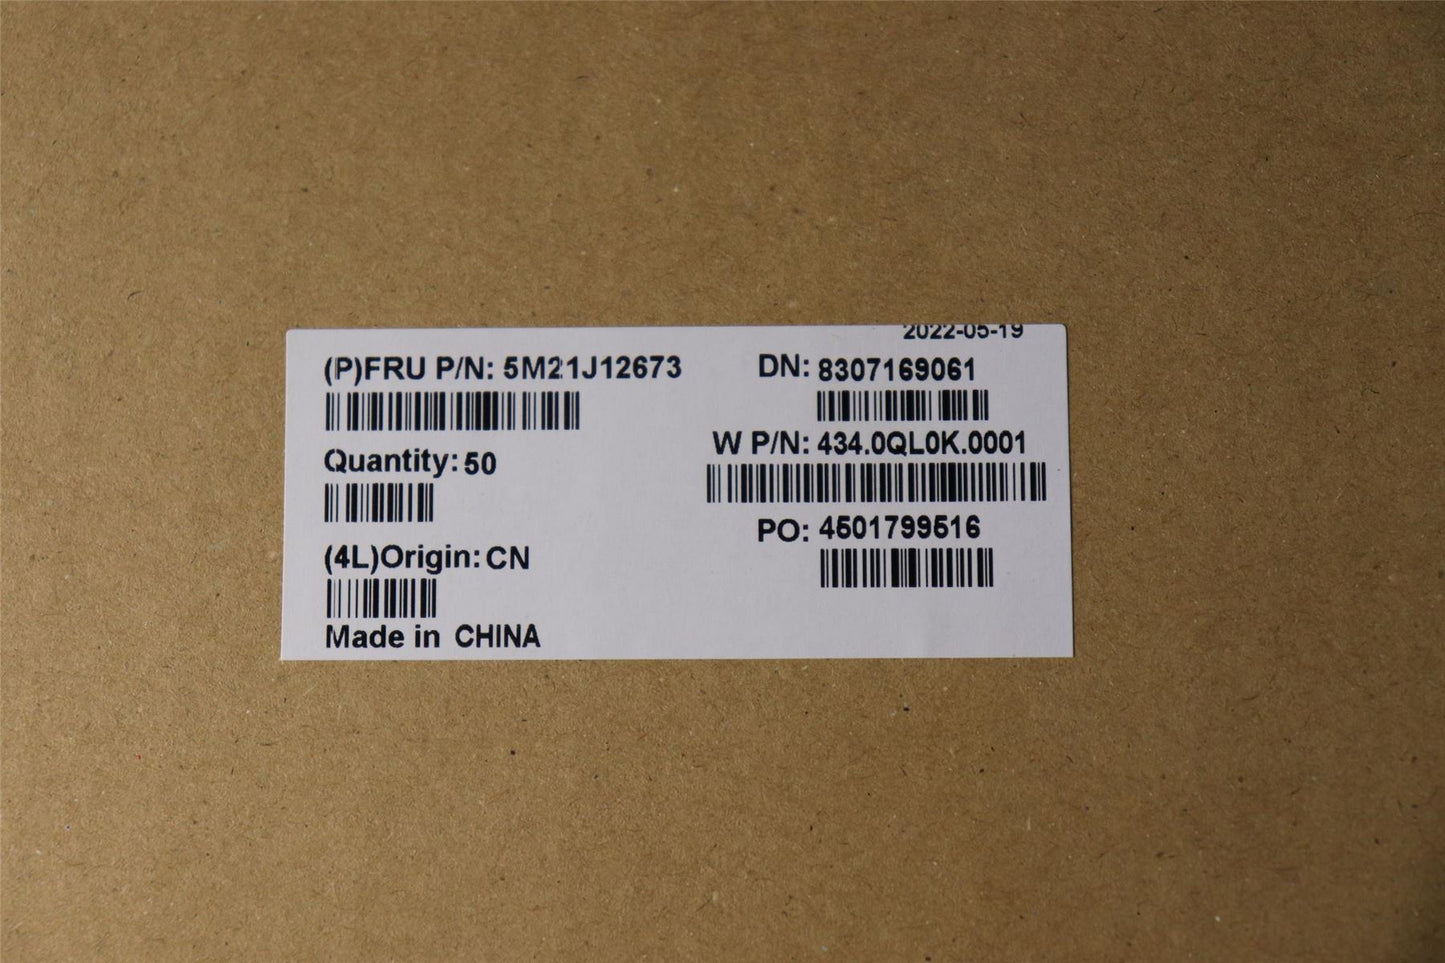 2022-05-19
(P)FRU P/N: 5M21J12673
DN: 8307169061
W P/N: 434.0QL0K.0001
Quantity: 50
PO: 4501799516
(4L)Origin: CN
Made in CHINA